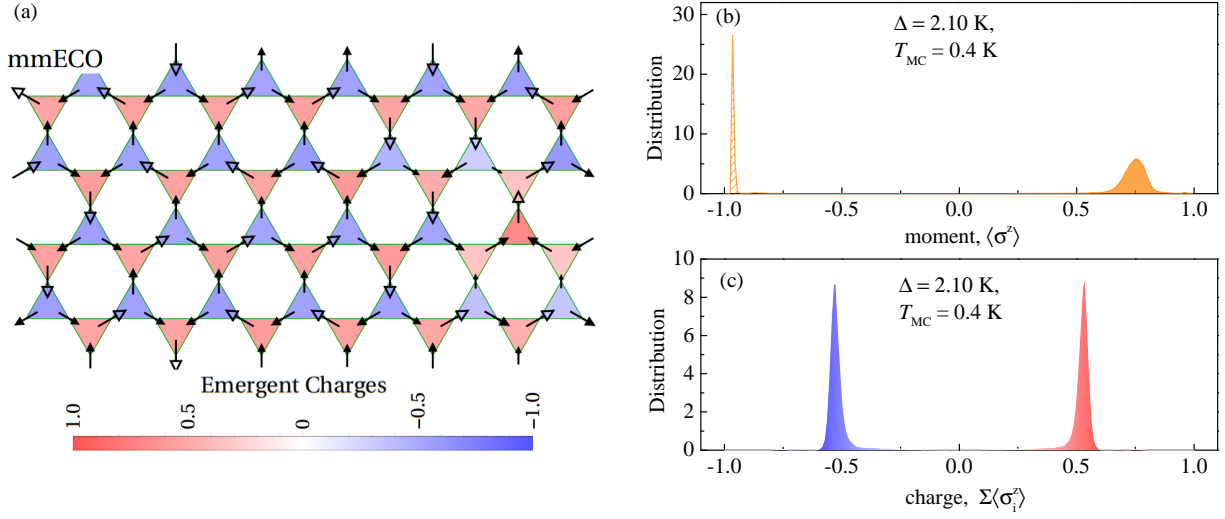 (a)
mmECO
Emergent Charges
1.0
0.5
0
−0.5
−1.0
(b)
Δ = 2.10 K,
T_MC = 0.4 K
Distribution
30
20
10
0
-1.0 -0.5 0.0 0.5 1.0
moment, ⟨σ^z⟩
(c)
Δ = 2.10 K,
T_MC = 0.4 K
Distribution
10
8
6
4
2
0
-1.0 -0.5 0.0 0.5 1.0
charge, Σ⟨σ_i^z⟩